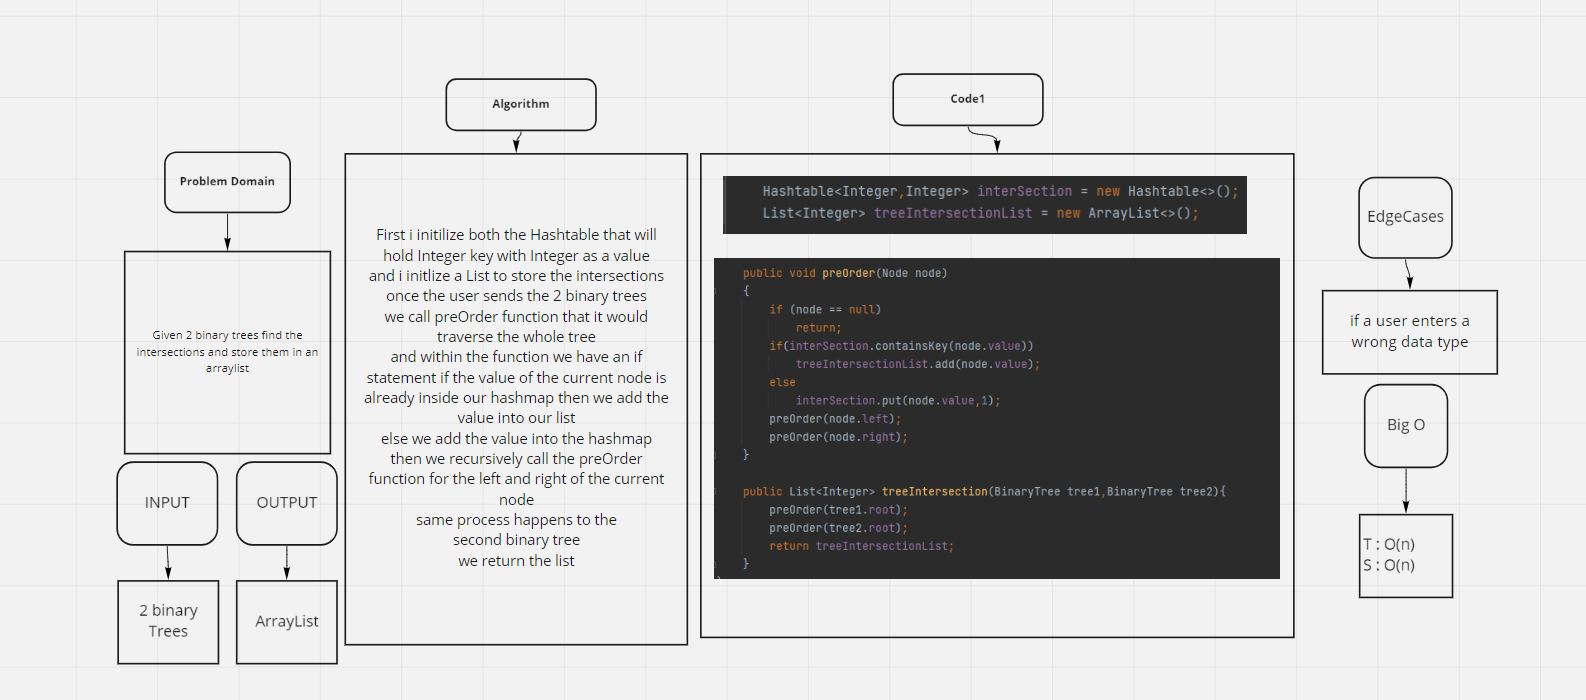 Problem Domain
Given 2 binary trees find the
intersections and store them in an
arraylist
INPUT
2 binary
Trees
OUTPUT
ArrayList
Algorithm
First i initilize both the Hashtable that will
hold Integer key with Integer as a value
and i initlize a List to store the intersections
once the user sends the 2 binary trees
we call preOrder function that it would
traverse the whole tree
and within the function we have an if
statement if the value of the current node is
already inside our hashmap then we add the
value into our list
else we add the value into the hashmap
then we recursively call the preOrder
function for the left and right of the current
node
same process happens to the
second binary tree
we return the list
Code1
Hashtable<Integer,Integer> interSection = new Hashtable<>();
List<Integer> treeIntersectionList = new ArrayList<>();
public void preOrder(Node node)
{
if (node == null)
return;
if(interSection.containsKey(node.value))
treeIntersectionList.add(node.value);
else
interSection.put(node.value,1);
preOrder(node.left);
preOrder(node.right);
}
public List<Integer> treeIntersection(BinaryTree tree1,BinaryTree tree2){
preOrder(tree1.root);
preOrder(tree2.root);
return treeIntersectionList;
}
EdgeCases
if a user enters a
wrong data type
Big O
T : O(n)
S : O(n)